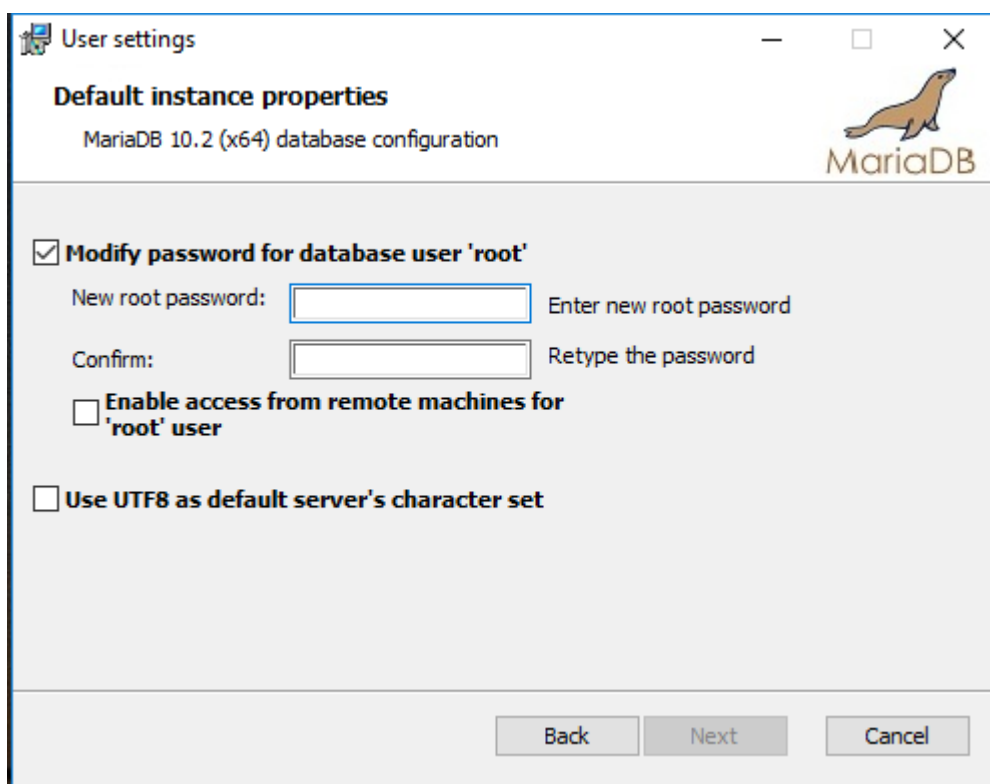 User settings
Default instance properties
MariaDB 10.2 (x64) database configuration
MariaDB
Modify password for database user 'root'
New root password:
Enter new root password
Confirm:
Retype the password
Enable access from remote machines for
'root' user
Use UTF8 as default server's character set
Back
Next
Cancel